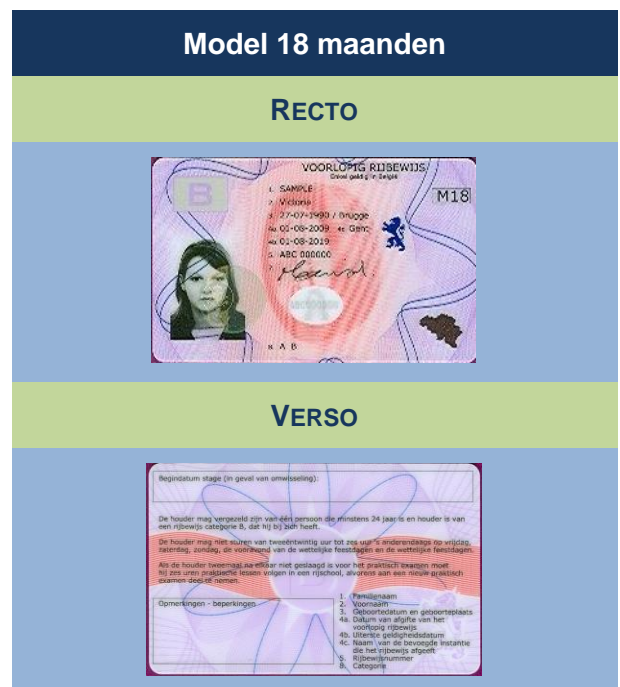 Model 18 maanden
RECTO
VOORLOPIG RIJBEWIJS
Enkel geldig in België
B
M18
1. SAMPLE
2. Victoria
3. 27-07-1990 / Brugge
4a. 01-08-2009 4c. Gent
4b. 01-08-2019
5. ABC 000000
7.
8. A B
VERSO
Begindatum stage (in geval van omwisseling):
De houder mag vergezeld zijn van één persoon die minstens 24 jaar is en houder is van
een rijbewijs categorie B, dat hij bij zich heeft.
De houder mag niet sturen van tweeëntwintig uur tot zes uur 's anderendaags op vrijdag,
zaterdag, zondag, de vooravond van de wettelijke feestdagen en de wettelijke feestdagen.
Als de houder tweemaal na elkaar niet geslaagd is voor het praktisch examen moet
hij zes uren praktische lessen volgen in een rijschool, alvorens aan een nieuw praktisch
examen deel te nemen.
Opmerkingen - beperkingen
1. Familienaam
2. Voornaam
3. Geboortedatum en geboorteplaats
4a. Datum van afgifte van het
voorlopig rijbewijs
4b. Uiterste geldigheidsdatum
4c. Naam van de bevoegde instantie
die het rijbewijs afgeeft
5. Rijbewijsnummer
8. Categorie